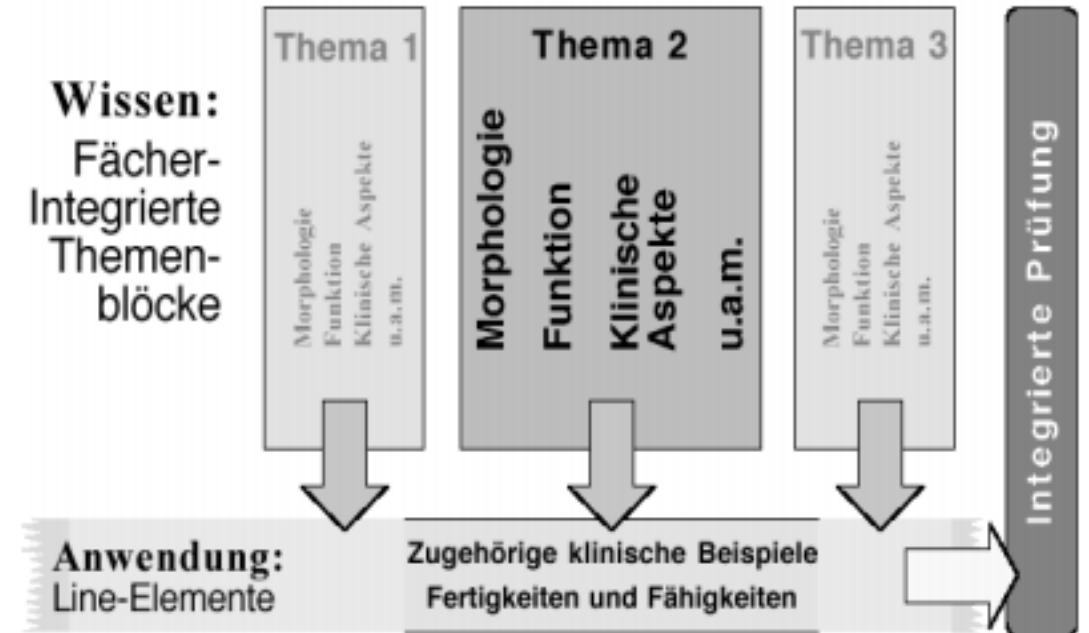 Wissen:
Fächer-
Integrierte
Themen-
blöcke
Thema 1
Morphologie
Funktion
Klinische Aspekte
u.a.m.
Thema 2
Morphologie
Funktion
Klinische
Aspekte
u.a.m.
Thema 3
Morphologie
Funktion
Klinische Aspekte
u.a.m.
Integrierte Prüfung
Anwendung:
Line-Elemente
Zugehörige klinische Beispiele
Fertigkeiten und Fähigkeiten